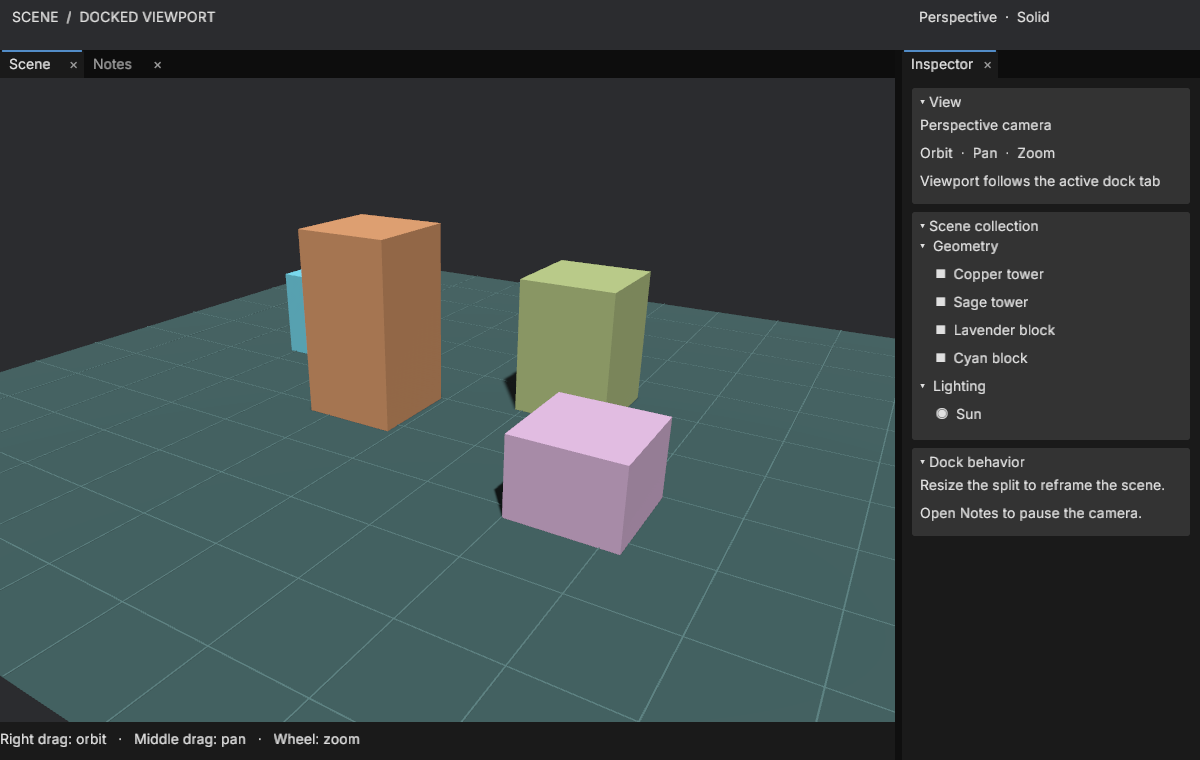 SCENE / DOCKED VIEWPORT
Perspective · Solid
Scene ×
Notes ×
Inspector ×
View
Perspective camera
Orbit · Pan · Zoom
Viewport follows the active dock tab
Scene collection
Geometry
Copper tower
Sage tower
Lavender block
Cyan block
Lighting
Sun
Dock behavior
Resize the split to reframe the scene.
Open Notes to pause the camera.
Right drag: orbit · Middle drag: pan · Wheel: zoom